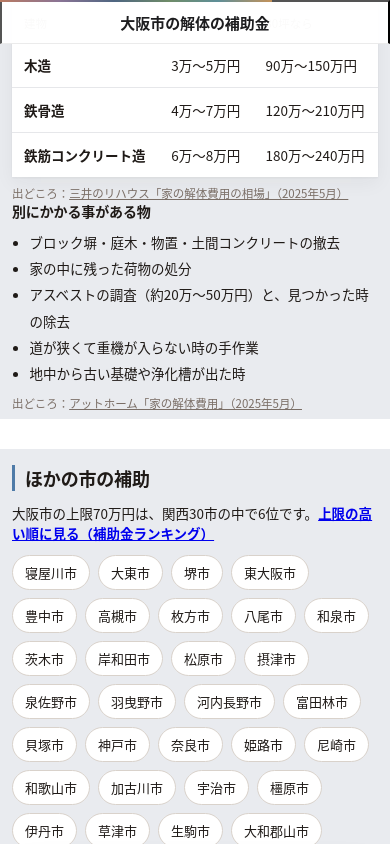 大阪市の解体の補助金
木造 3万〜5万円 90万〜150万円
鉄骨造 4万〜7万円 120万〜210万円
鉄筋コンクリート造 6万〜8万円 180万〜240万円
出どころ：三井のリハウス「家の解体費用の相場」（2025年5月）
別にかかる事がある物
• ブロック塀・庭木・物置・土間コンクリートの撤去
• 家の中に残った荷物の処分
• アスベストの調査（約20万〜50万円）と、見つかった時
の除去
• 道が狭くて重機が入らない時の手作業
• 地中から古い基礎や浄化槽が出た時
出どころ：アットホーム「家の解体費用」（2025年5月）
ほかの市の補助
大阪市の上限70万円は、関西30市の中で6位です。上限の高
い順に見る（補助金ランキング）
寝屋川市 大東市 堺市 東大阪市
豊中市 高槻市 枚方市 八尾市 和泉市
茨木市 岸和田市 松原市 摂津市
泉佐野市 羽曳野市 河内長野市 富田林市
貝塚市 神戸市 奈良市 姫路市 尼崎市
和歌山市 加古川市 宇治市 橿原市
伊丹市 草津市 生駒市 大和郡山市